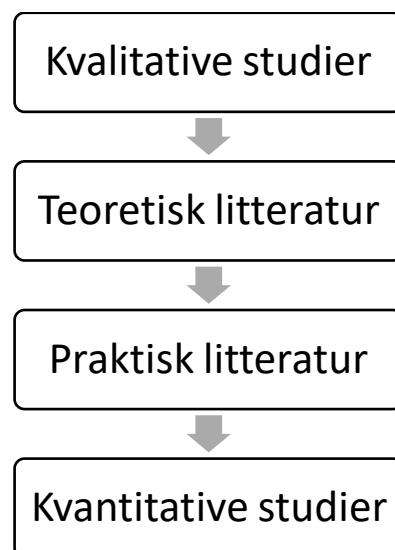 Kvalitative studier
Teoretisk litteratur
Praktisk litteratur
Kvantitative studier